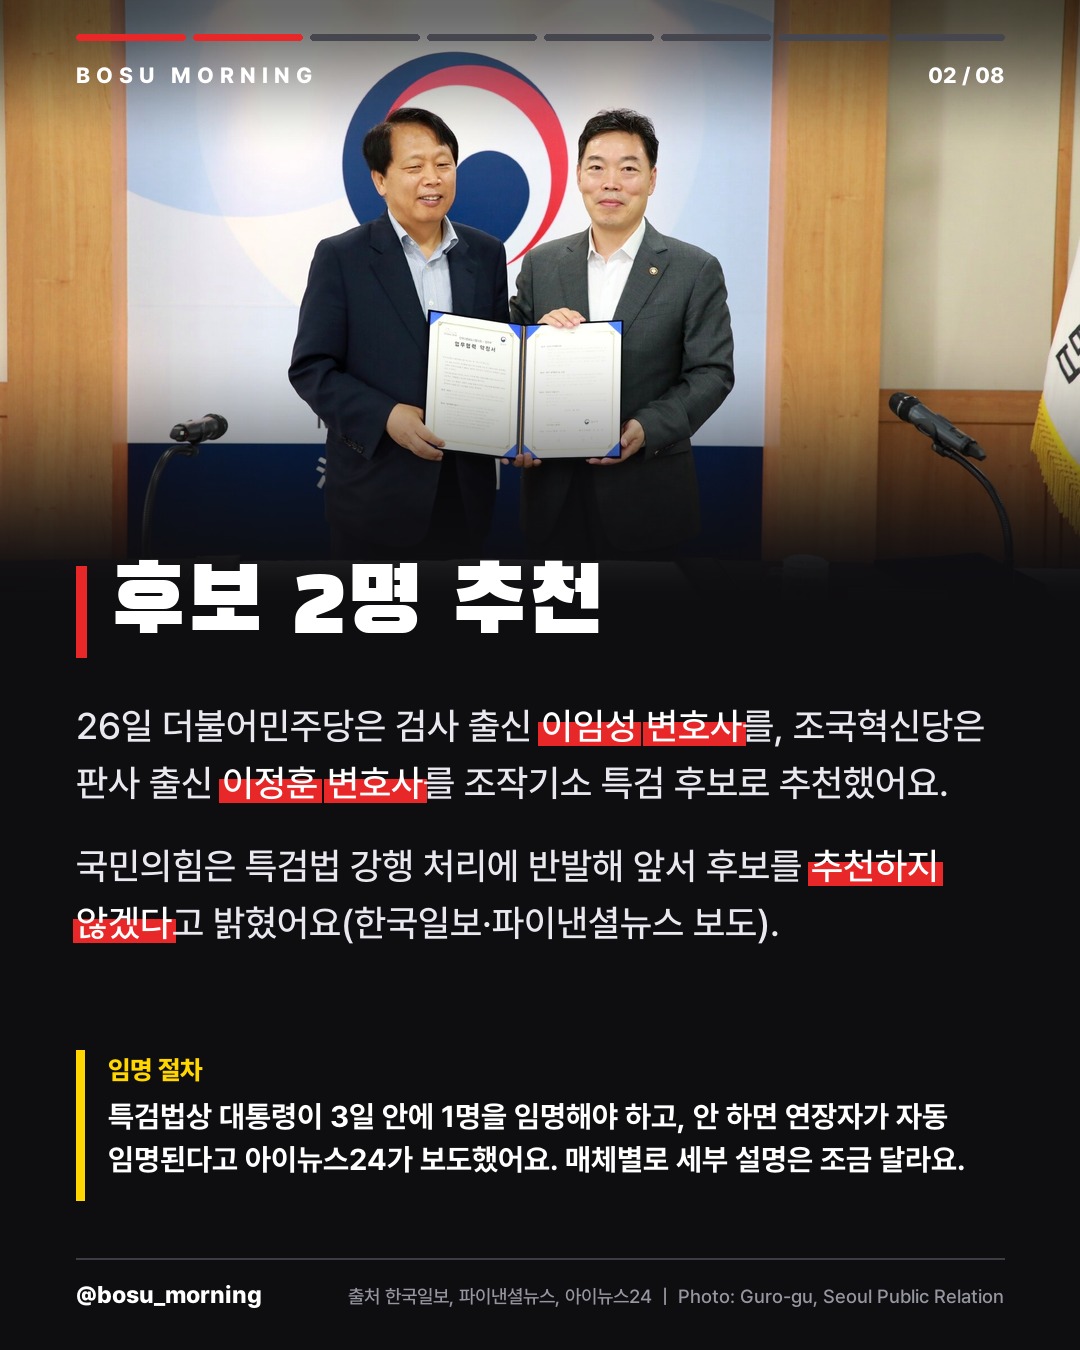 BOSU MORNING
02 / 08
업무협력 약정서
후보 2명 추천
26일 더불어민주당은 검사 출신 이임성 변호사를, 조국혁신당은
판사 출신 이정훈 변호사를 조작기소 특검 후보로 추천했어요.
국민의힘은 특검법 강행 처리에 반발해 앞서 후보를 추천하지
않겠다고 밝혔어요(한국일보·파이낸셜뉴스 보도).
임명 절차
특검법상 대통령이 3일 안에 1명을 임명해야 하고, 안 하면 연장자가 자동
임명된다고 아이뉴스24가 보도했어요. 매체별로 세부 설명은 조금 달라요.
@bosu_morning
출처 한국일보, 파이낸셜뉴스, 아이뉴스24 | Photo: Guro-gu, Seoul Public Relation